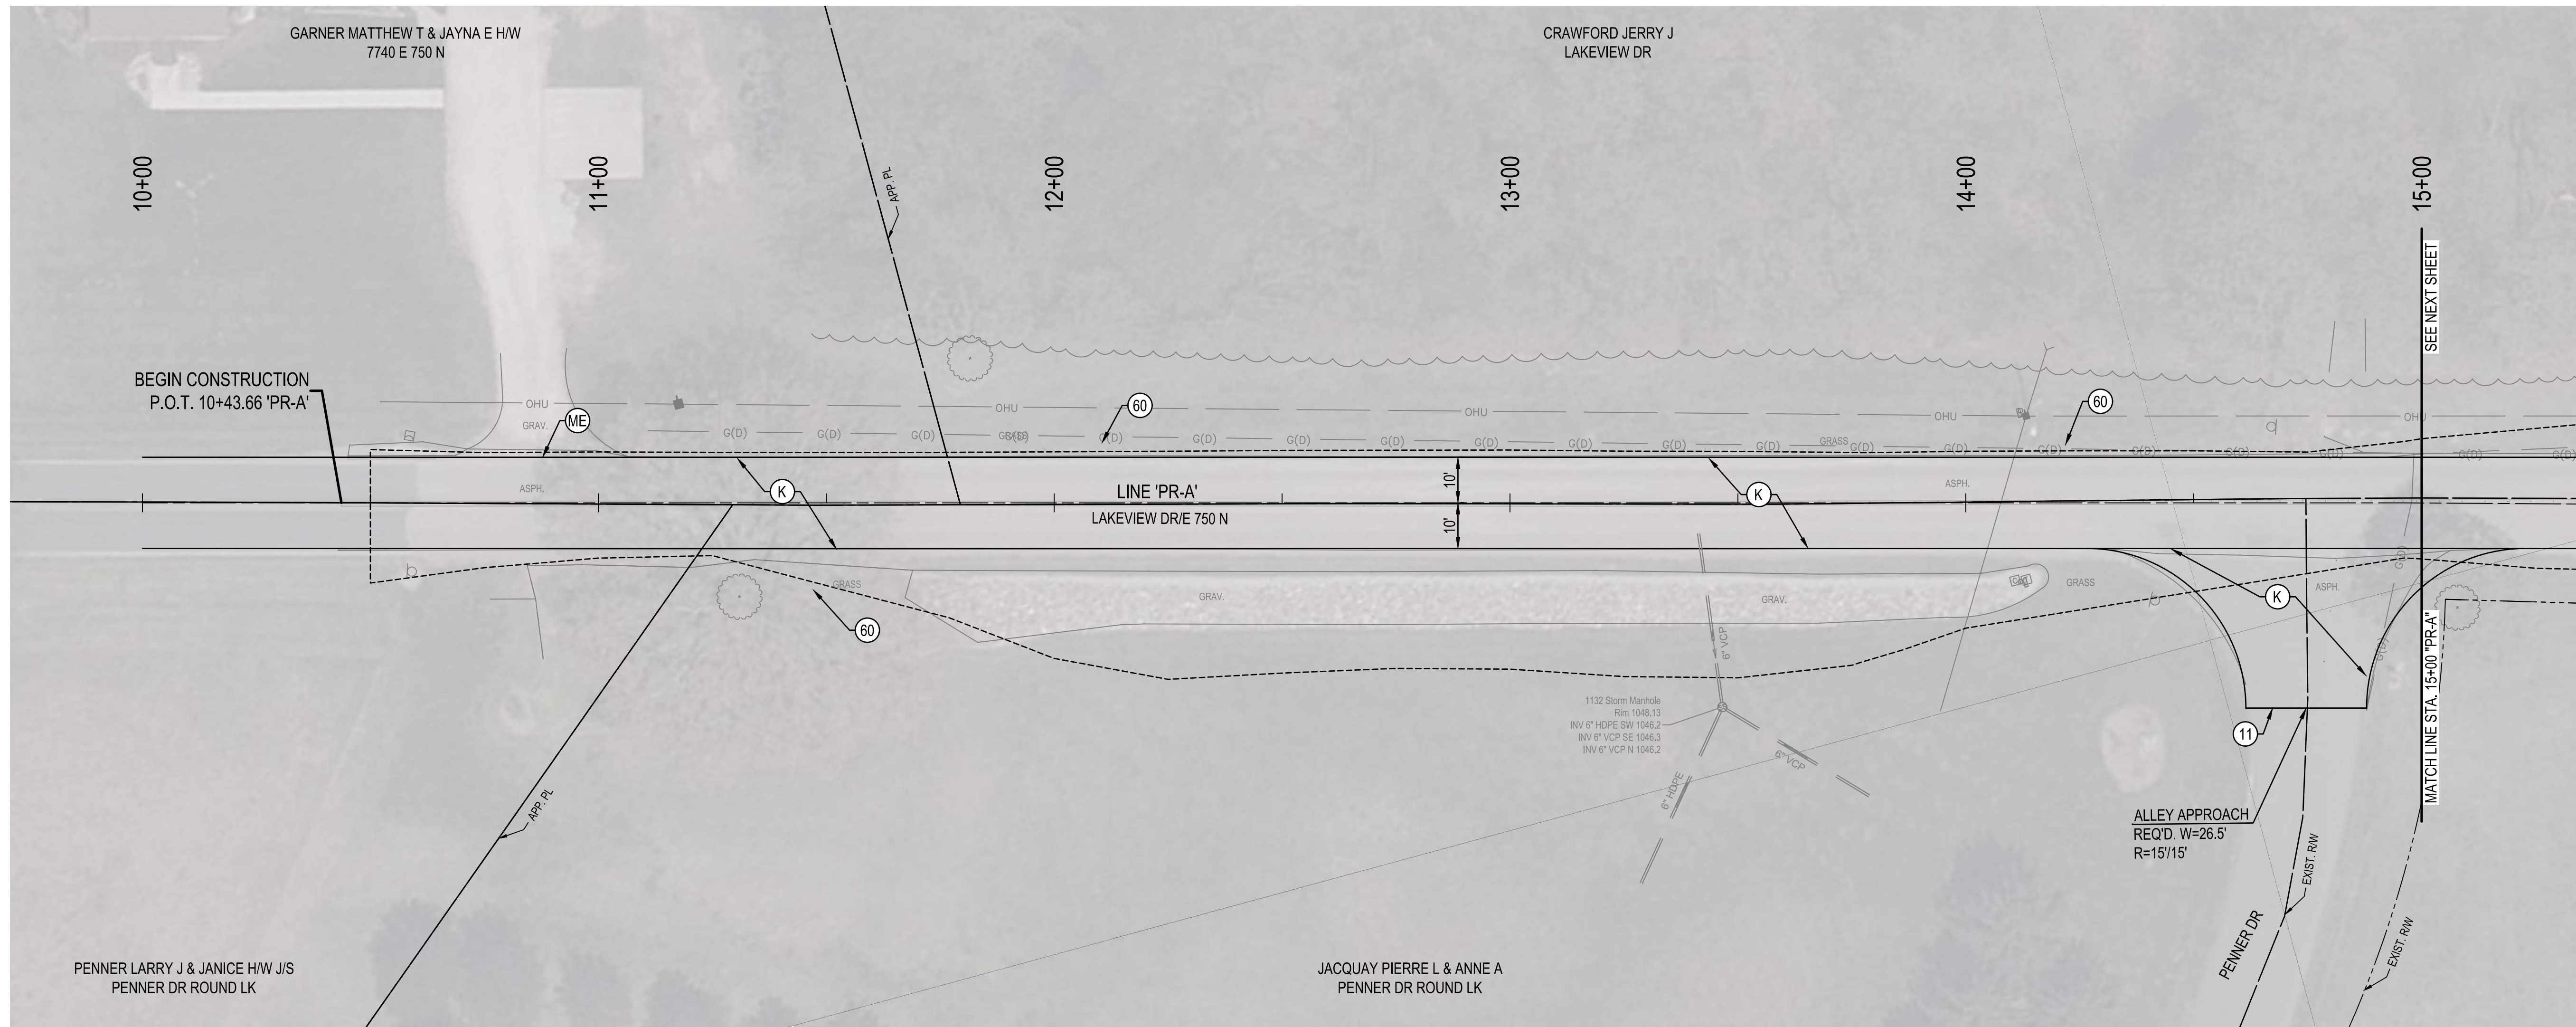 GARNER MATTHEW T & JAYNA E H/W
7740 E 750 N
CRAWFORD JERRY J
LAKEVIEW DR
10+00
11+00
12+00
13+00
14+00
15+00
APP. PL
SEE NEXT SHEET
BEGIN CONSTRUCTION
P.O.T. 10+43.66 'PR-A'
OHU
OHU
OHU
OHU
OHU
60
60
ME
GRAV.
G(D)
G(D)
G(D)
GRASS
G(D)
G(D)
G(D)
G(D)
G(D)
G(D)
G(D)
G(D)
GRASS
G(D)
G(D)
G(D)
G(D)
G(D)
G(D)
G(D)
G(D)
ASPH.
K
LINE 'PR-A'
10'
K
ASPH.
LAKEVIEW DR/E 750 N
10'
GRASS
GRAV.
GRAV.
GRASS
ASPH.
G(D)
K
60
6" VCP
G(D)
MATCH LINE STA. 15+00 "PR-A"
1132 Storm Manhole
Rim 1048.13
INV 6" HDPE SW 1046.2
INV 6" VCP SE 1046.3
INV 6" VCP N 1046.2
6" VCP
6" HDPE
11
APP. PL
ALLEY APPROACH
REQ'D. W=26.5'
R=15'/15'
EXIST. R/W
PENNER DR
EXIST. R/W
PENNER LARRY J & JANICE H/W J/S
PENNER DR ROUND LK
JACQUAY PIERRE L & ANNE A
PENNER DR ROUND LK